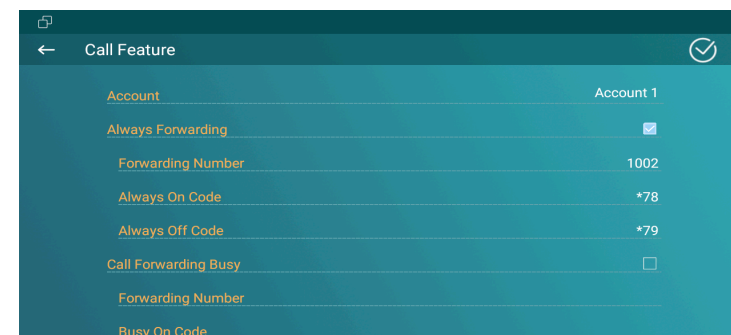 Call Feature
Account Account 1
Always Forwarding
Forwarding Number 1002
Always On Code *78
Always Off Code *79
Call Forwarding Busy
Forwarding Number
Busy On Code